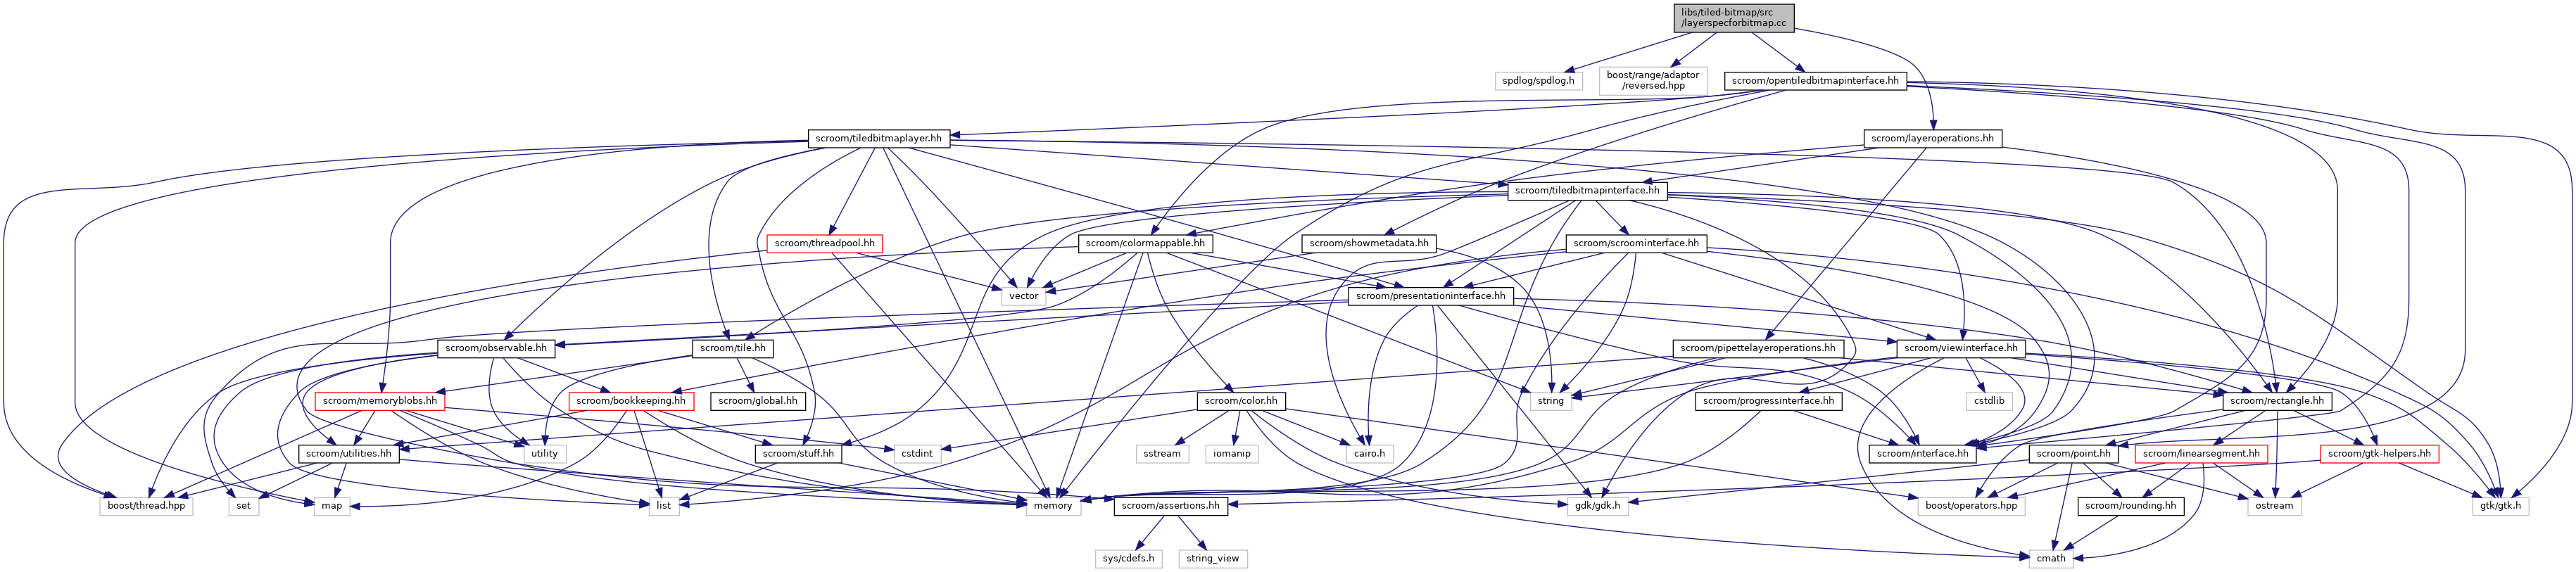 libs/tiled-bitmap/src
/layerspecforbitmap.cc
spdlog/spdlog.h
boost/range/adaptor
/reversed.hpp
scroom/opentiledbitmapinterface.hh
scroom/tiledbitmaplayer.hh
scroom/layeroperations.hh
scroom/tiledbitmapinterface.hh
scroom/threadpool.hh
scroom/colormappable.hh
scroom/showmetadata.hh
scroom/scroominterface.hh
vector
scroom/presentationinterface.hh
scroom/observable.hh
scroom/tile.hh
scroom/pipettelayeroperations.hh
scroom/viewinterface.hh
scroom/memoryblobs.hh
scroom/bookkeeping.hh
scroom/global.hh
scroom/color.hh
string
scroom/progressinterface.hh
cstdlib
scroom/rectangle.hh
scroom/utilities.hh
utility
scroom/stuff.hh
cstdint
sstream
iomanip
cairo.h
scroom/interface.hh
scroom/point.hh
scroom/linearsegment.hh
scroom/gtk-helpers.hh
boost/thread.hpp
set
map
list
memory
scroom/assertions.hh
gdk/gdk.h
boost/operators.hpp
scroom/rounding.hh
ostream
gtk/gtk.h
sys/cdefs.h
string_view
cmath